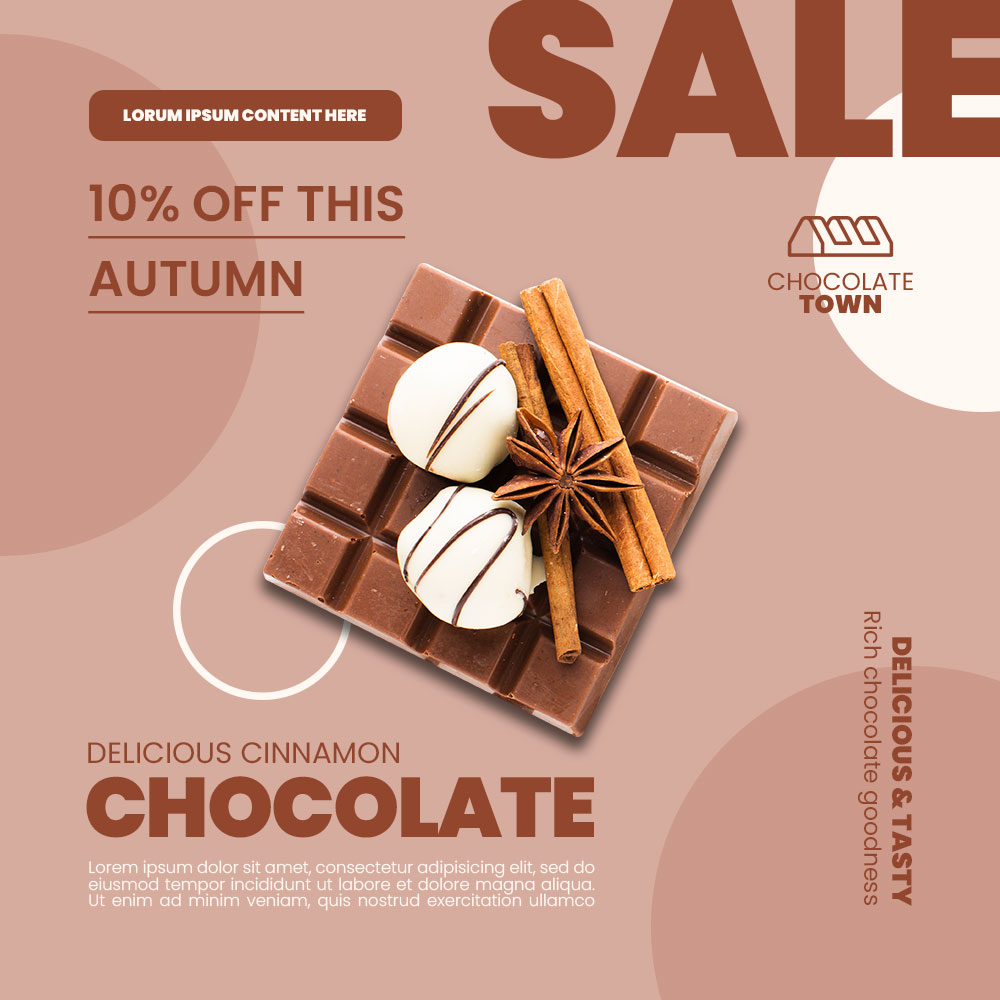 SALE
LORUM IPSUM CONTENT HERE
10% OFF THIS
AUTUMN
CHOCOLATE
TOWN
DELICIOUS & TASTY
Rich chocolate goodness
DELICIOUS CINNAMON
CHOCOLATE
Lorem ipsum dolor sit amet, consectetur adipisicing elit, sed do
eiusmod tempor incididunt ut labore et dolore magna aliqua.
Ut enim ad minim veniam, quis nostrud exercitation ullamco